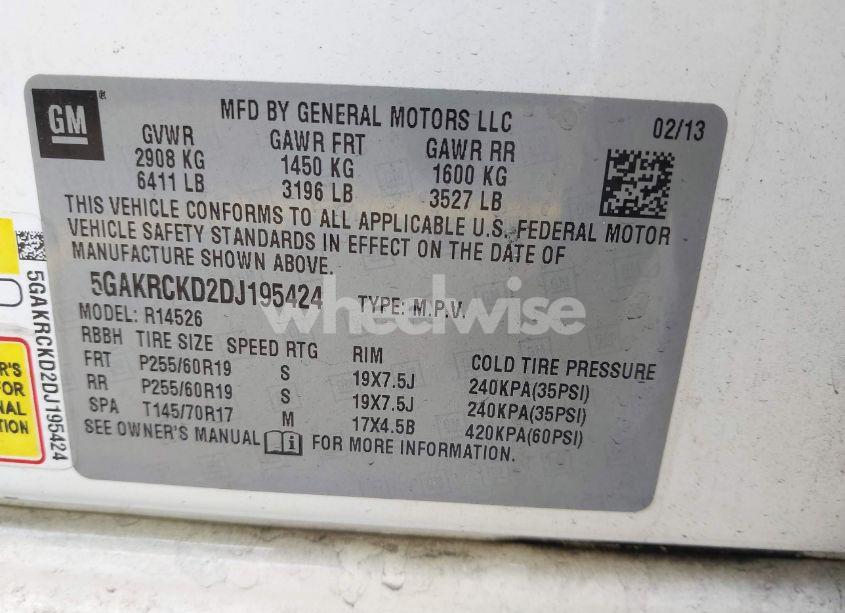 GM
MFD BY GENERAL MOTORS LLC
02/13
GVWR GAWR FRT GAWR RR
2908 KG 1450 KG 1600 KG
6411 LB 3196 LB 3527 LB
THIS VEHICLE CONFORMS TO ALL APPLICABLE U.S. FEDERAL MOTOR
VEHICLE SAFETY STANDARDS IN EFFECT ON THE DATE OF
MANUFACTURE SHOWN ABOVE.
5GAKRCKD2DJ195424 TYPE: M.P.V.
MODEL: R14526
RBBH TIRE SIZE SPEED RTG RIM COLD TIRE PRESSURE
FRT P255/60R19 S 19X7.5J 240KPA(35PSI)
RR P255/60R19 S 19X7.5J 240KPA(35PSI)
SPA T145/70R17 M 17X4.5B 420KPA(60PSI)
SEE OWNER'S MANUAL FOR MORE INFORMATION.
5GAKRCKD2DJ195424
R'S
FOR
NAL
TION
wheelwise